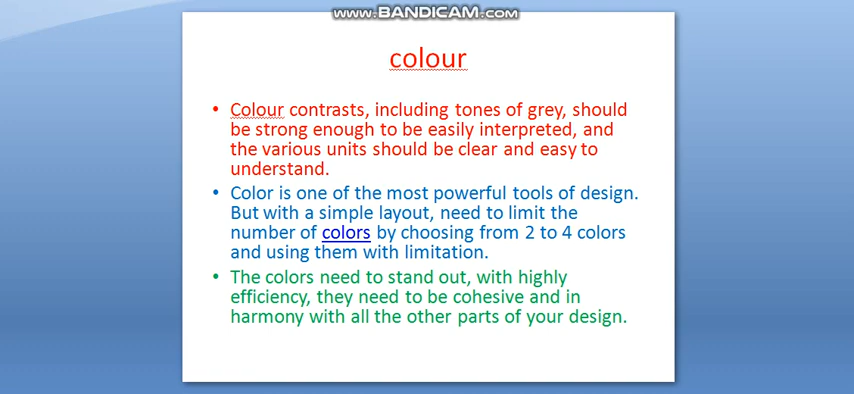 www.BANDICAM.com
colour
• Colour contrasts, including tones of grey, should
be strong enough to be easily interpreted, and
the various units should be clear and easy to
understand.
• Color is one of the most powerful tools of design.
But with a simple layout, need to limit the
number of colors by choosing from 2 to 4 colors
and using them with limitation.
• The colors need to stand out, with highly
efficiency, they need to be cohesive and in
harmony with all the other parts of your design.